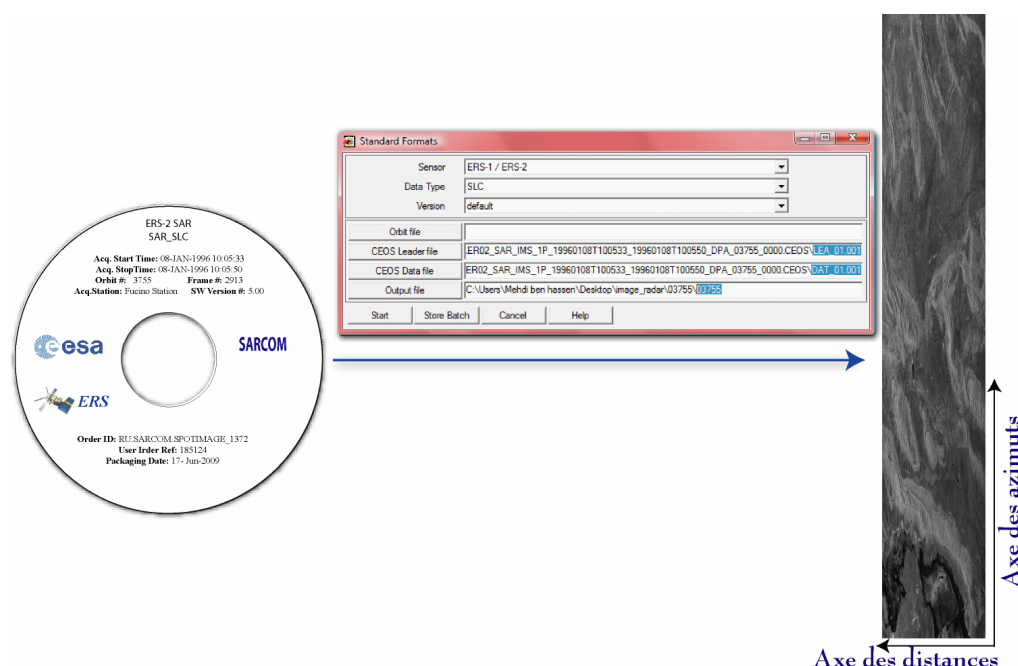 ERS-2 SAR
SAR_SLC
Acq. Start Time: 08-JAN-1996 10:05:33
Acq. StopTime: 08-JAN-1996 10:05:50
Orbit #: 3755 Frame #: 2913
Acq.Station: Fucino Station SW Version #: 5.00
esa
SARCOM
ERS
Order ID: RU.SARCOM.SPOTIMAGE_1372
User Irder Ref: 185124
Packaging Date: 17- Jun-2009
Standard Formats
Sensor ERS-1 / ERS-2
Data Type SLC
Version default
Orbit file
CEOS Leader file ER02_SAR_IMS_1P_19960108T100533_19960108T100550_DPA_03755_0000.CEOS\LEA_01.001
CEOS Data file ER02_SAR_IMS_1P_19960108T100533_19960108T100550_DPA_03755_0000.CEOS\DAT_01.001
Output file C:\Users\Mehdi ben hassen\Desktop\image_radar\03755\03755
Start Store Batch Cancel Help
Axe des azimuts
Axe des distances